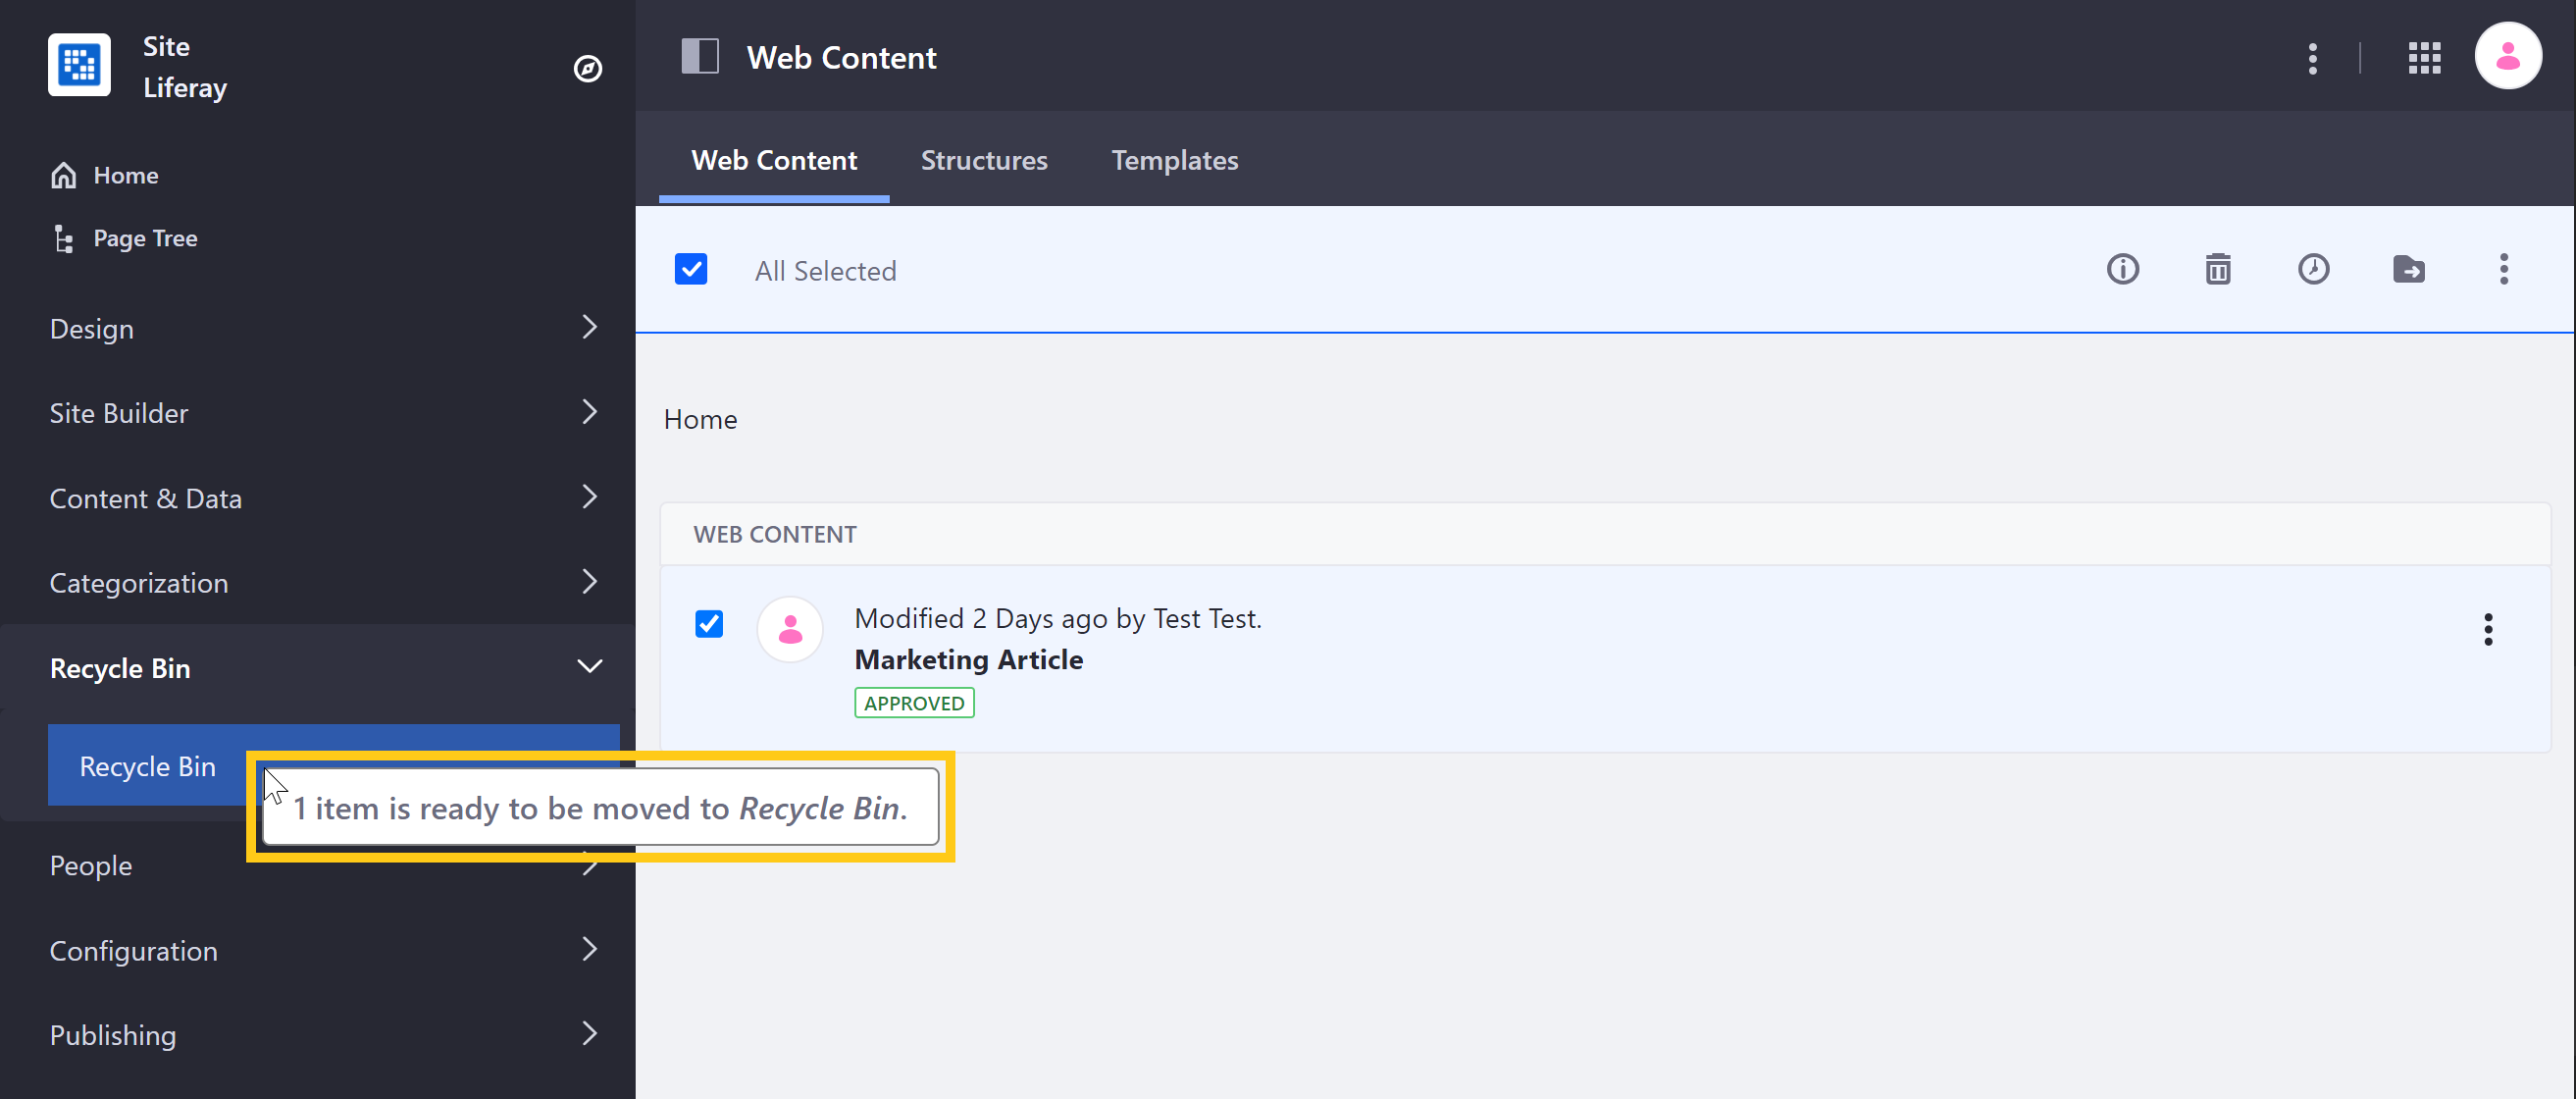 Site
Liferay
Home
Page Tree
Design
Site Builder
Content & Data
Categorization
Recycle Bin
Recycle Bin
1 item is ready to be moved to Recycle Bin.
People
Configuration
Publishing
Web Content
Web Content Structures Templates
All Selected
Home
WEB CONTENT
Modified 2 Days ago by Test Test.
Marketing Article
APPROVED